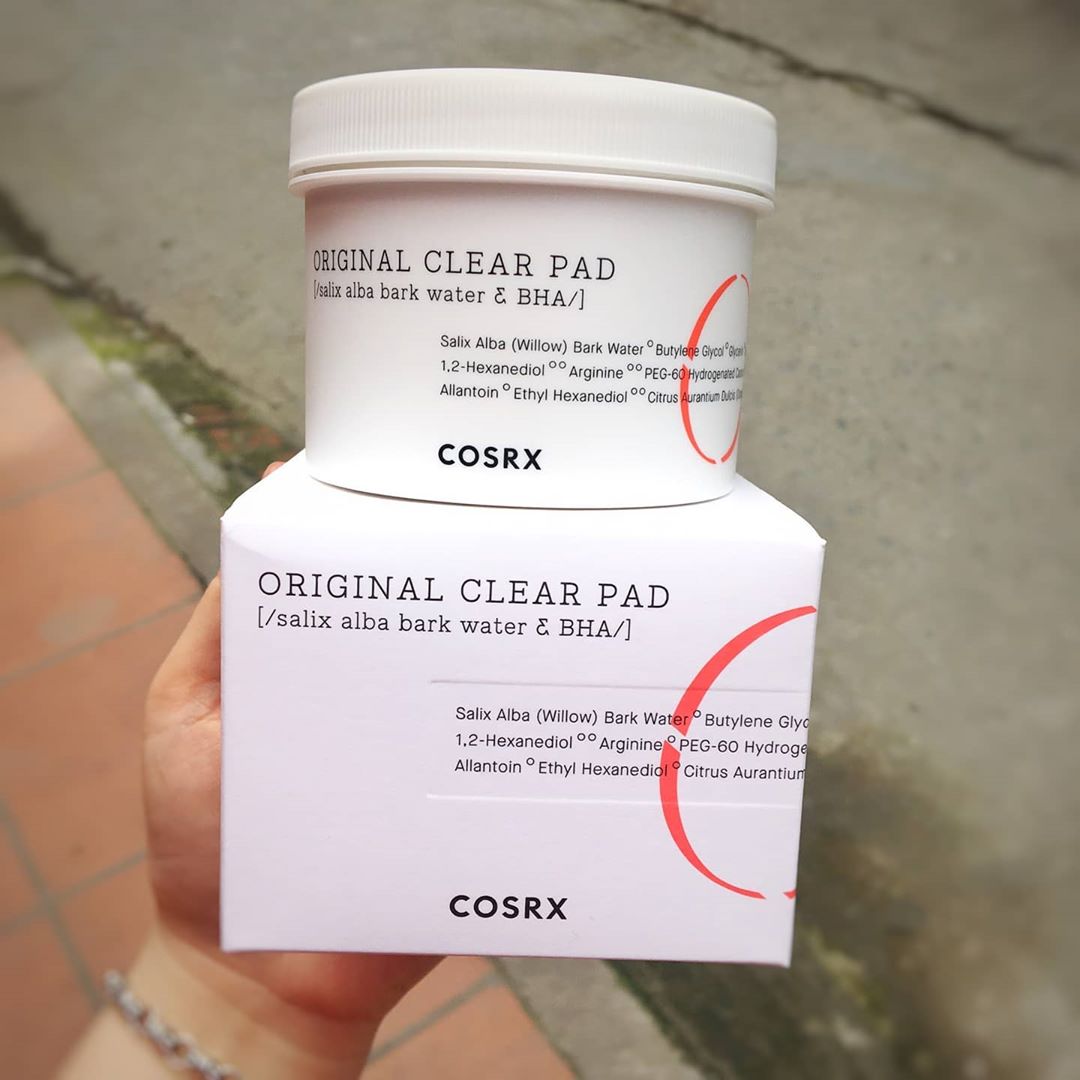 ORIGINAL CLEAR PAD
[/salix alba bark water & BHA/]
Salix Alba (Willow) Bark Water ° Butylene Glycol °
1,2-Hexanediol °° Arginine °° PEG-60 Hydrogenated
Allantoin ° Ethyl Hexanediol °° Citrus Aurantium Dulcis
COSRX
ORIGINAL CLEAR PAD
[/salix alba bark water & BHA/]
Salix Alba (Willow) Bark Water ° Butylene Glyc
1,2-Hexanediol °° Arginine ° PEG-60 Hydroge
Allantoin ° Ethyl Hexanediol ° Citrus Aurantium
COSRX